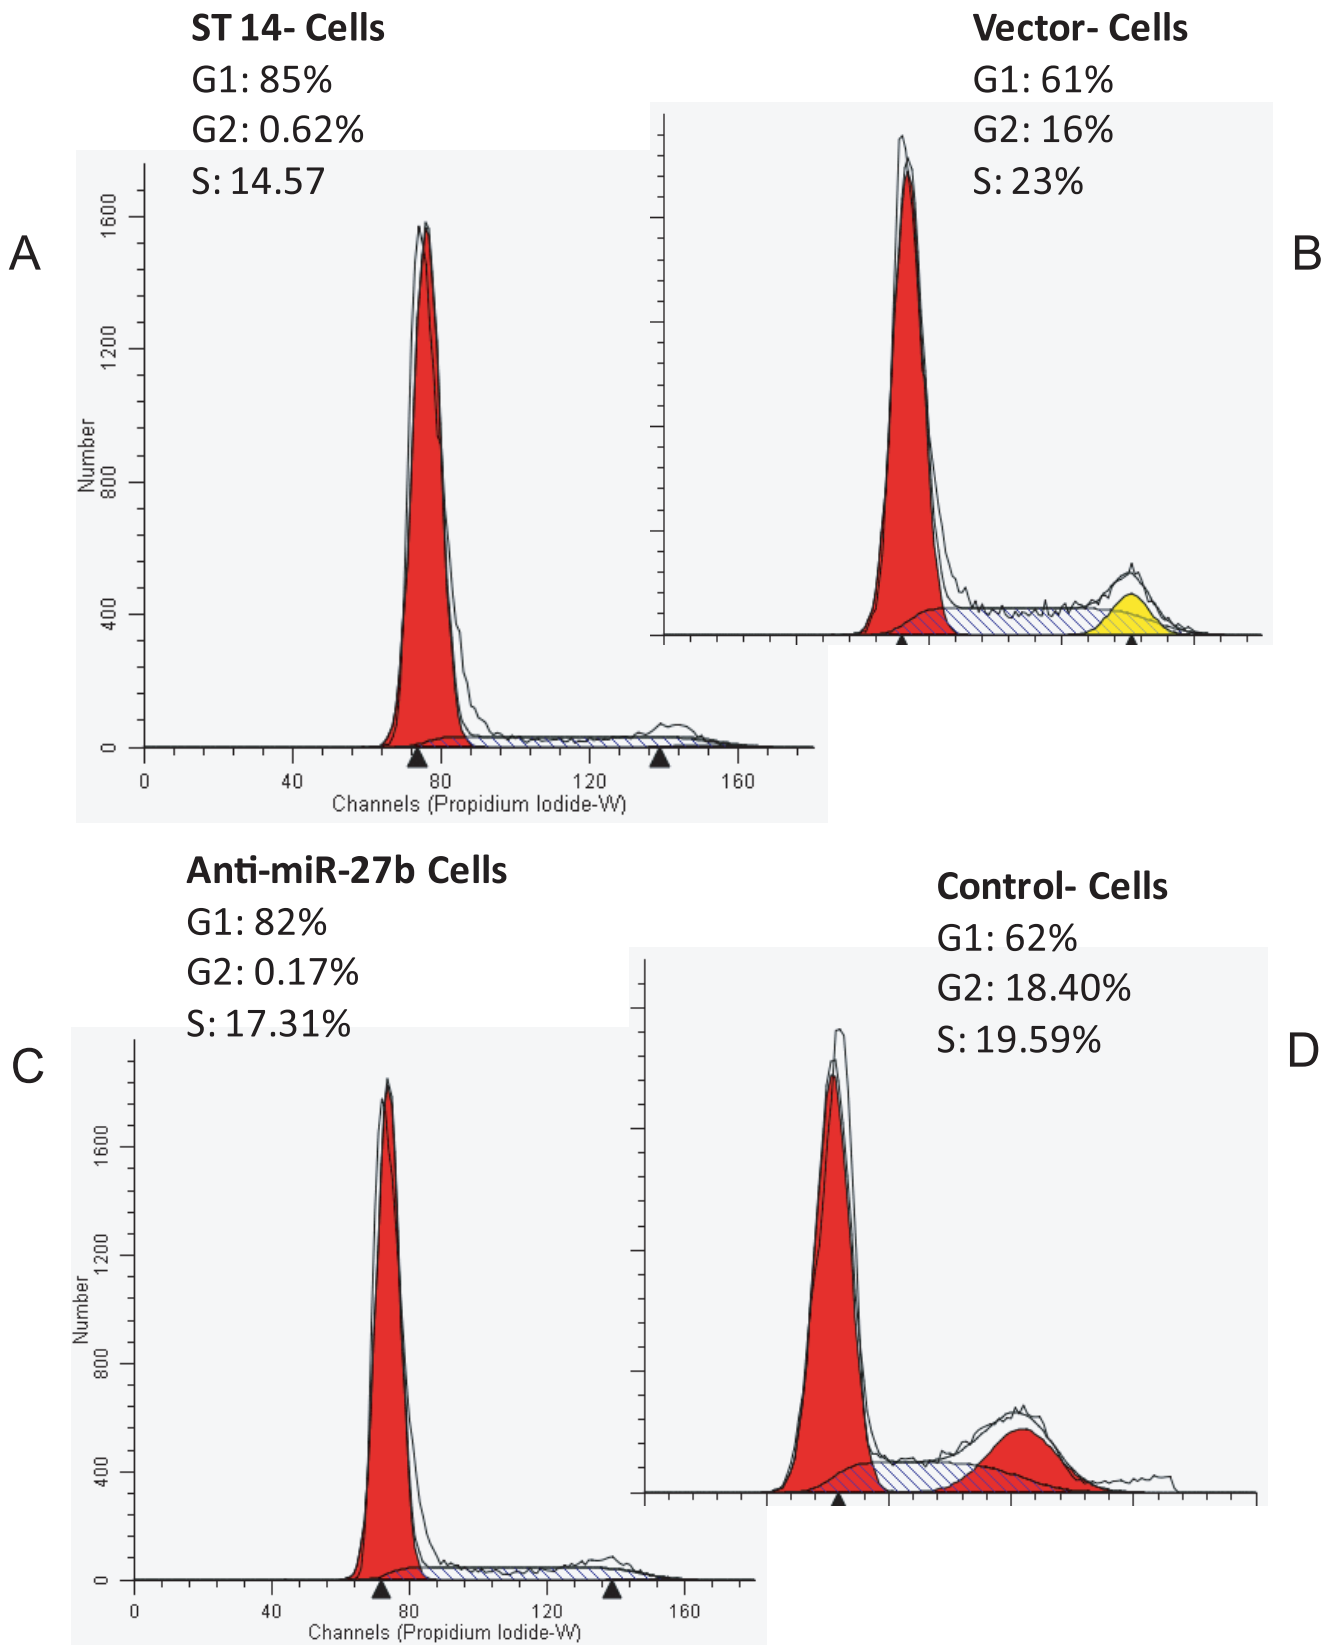 ST 14- Cells
G1: 85%
G2: 0.62%
S: 14.57
A
1600
1200
800
400
0
Number
0 40 80 120 160
Channels (Propidium Iodide-W)
Vector- Cells
G1: 61%
G2: 16%
S: 23%
B
Anti-miR-27b Cells
G1: 82%
G2: 0.17%
S: 17.31%
C
1600
1200
800
400
0
Number
0 40 80 120 160
Channels (Propidium Iodide-W)
Control- Cells
G1: 62%
G2: 18.40%
S: 19.59%
D